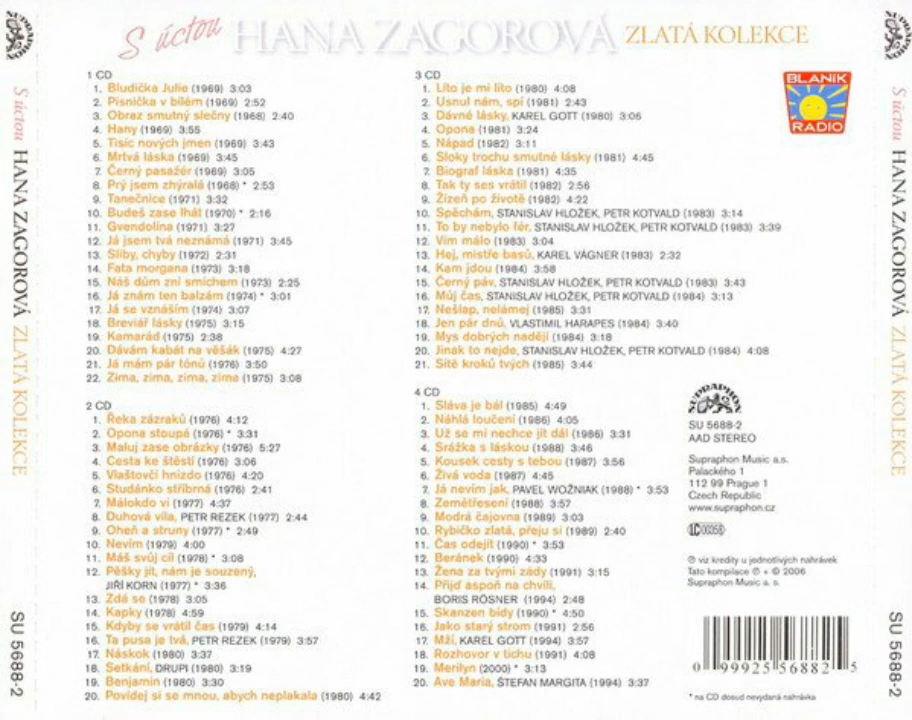 S úctou HANA ZAGOROVÁ ZLATÁ KOLEKCE
SUPRAPHON
S úctou HANA ZAGOROVÁ ZLATÁ KOLEKCE
SU 5688-2
1 CD
1. Bludička Julie (1969) 3:03
2. Písnička v bílém (1969) 2:52
3. Obraz smutný slečny (1968) 2:40
4. Hany (1969) 3:55
5. Tisíc nových jmen (1969) 3:43
6. Mrtvá láska (1969) 3:45
7. Černý pasažér (1969) 3:05
8. Prý jsem zhýralá (1968) * 2:53
9. Tanečnice (1971) 3:32
10. Budeš zase lhát (1970) * 2:16
11. Gvendolina (1971) 3:27
12. Já jsem tvá neznámá (1971) 3:45
13. Sliby, chyby (1972) 2:31
14. Fata morgana (1973) 3:18
15. Náš dům zní smíchem (1973) 2:25
16. Já znám ten balzám (1974) * 3:01
17. Já se vznáším (1974) 3:07
18. Breviář lásky (1975) 3:15
19. Kamarád (1975) 2:38
20. Dávám kabát na věšák (1975) 4:27
21. Já mám pár tónů (1976) * 3:50
22. Zima, zima, zima, zima (1975) 3:08
2 CD
1. Řeka zázraků (1976) 4:12
2. Opona stoupá (1976) * 3:31
3. Maluj zase obrázky (1976) 5:27
4. Cesta ke štěstí (1976) 3:06
5. Vlaštovčí hnízdo (1976) 4:20
6. Studánko stříbrná (1976) 2:41
7. Málokdo ví (1977) 4:37
8. Duhová víla, PETR REZEK (1977) 2:44
9. Oheň a struny (1977) * 2:49
10. Nevím (1979) 4:00
11. Máš svůj cíl (1978) * 3:08
12. Pěšky jít, nám je souzený,
JIŘÍ KORN (1977) * 3:36
13. Zdá se (1978) 3:05
14. Kapky (1978) 4:59
15. Kdyby se vrátil čas (1979) 4:14
16. Ta pusa je tvá, PETR REZEK (1979) 3:57
17. Náskok (1980) 3:37
18. Setkání, DRUPI (1980) 3:19
19. Benjamin (1980) 3:30
20. Povídej si se mnou, abych neplakala (1980) 4:42
3 CD
1. Líto je mi líto (1980) 4:08
2. Usnul nám, spí (1981) 2:43
3. Dávné lásky, KAREL GOTT (1980) 3:06
4. Opona (1981) 3:24
5. Nápad (1982) 3:11
6. Sloky trochu smutné lásky (1981) 4:45
7. Biograf láska (1981) 4:35
8. Tak ty ses vrátil (1982) 2:56
9. Žízeň po životě (1982) 4:22
10. Spěchám, STANISLAV HLOŽEK, PETR KOTVALD (1983) 3:14
11. To by nebylo fér, STANISLAV HLOŽEK, PETR KOTVALD (1983) 3:39
12. Vím málo (1983) 3:04
13. Hej, mistře basů, KAREL VÁGNER (1983) 2:32
14. Kam jdou (1984) 3:58
15. Černý páv, STANISLAV HLOŽEK, PETR KOTVALD (1983) 3:43
16. Můj čas, STANISLAV HLOŽEK, PETR KOTVALD (1984) 3:13
17. Nešlap, nelámej (1985) 3:31
18. Jen pár dnů, VLASTIMIL HARAPES (1984) 3:40
19. Mys dobrých nadějí (1984) 3:18
20. Jinak to nejde, STANISLAV HLOŽEK, PETR KOTVALD (1984) 4:08
21. Sítě kroků tvých (1985) 3:44
4 CD
1. Sláva je bál (1985) 4:49
2. Náhlá loučení (1986) 4:05
3. Už se mi nechce jít dál (1986) 3:31
4. Srážka s láskou (1988) 3:46
5. Kousek cesty s tebou (1987) 3:56
6. Živá voda (1987) 4:45
7. Já nevím jak, PAVEL WOŹNIAK (1988) * 3:53
8. Zemětřesení (1988) 3:57
9. Modrá čajovna (1989) 3:03
10. Rybičko zlatá, přeju si (1989) 2:40
11. Čas odejít (1990) * 3:53
12. Beránek (1990) 4:33
13. Žena za tvými zády (1991) 3:15
14. Přijď aspoň na chvíli,
BORIS RÖSNER (1994) 2:48
15. Skanzen bídy (1990) * 4:50
16. Jako starý strom (1991) 2:56
17. Mží, KAREL GOTT (1994) 3:57
18. Rozhovor v tichu (1991) 4:08
19. Merilyn (2000) * 3:13
20. Ave Maria, ŠTEFAN MARGITA (1994) 3:37
BLANÍK
RADIO
SUPRAPHON
SU 5688-2
AAD STEREO
Supraphon Music a.s.
Palackého 1
112 99 Prague 1
Czech Republic
www.supraphon.cz
LC 00358
℗ viz kredity u jednotlivých nahrávek
Tato kompilace ℗ + © 2006
Supraphon Music a. s.
0 99925 56882 5
* na CD dosud nevydaná nahrávka
SUPRAPHON
S úctou HANA ZAGOROVÁ ZLATÁ KOLEKCE
SU 5688-2